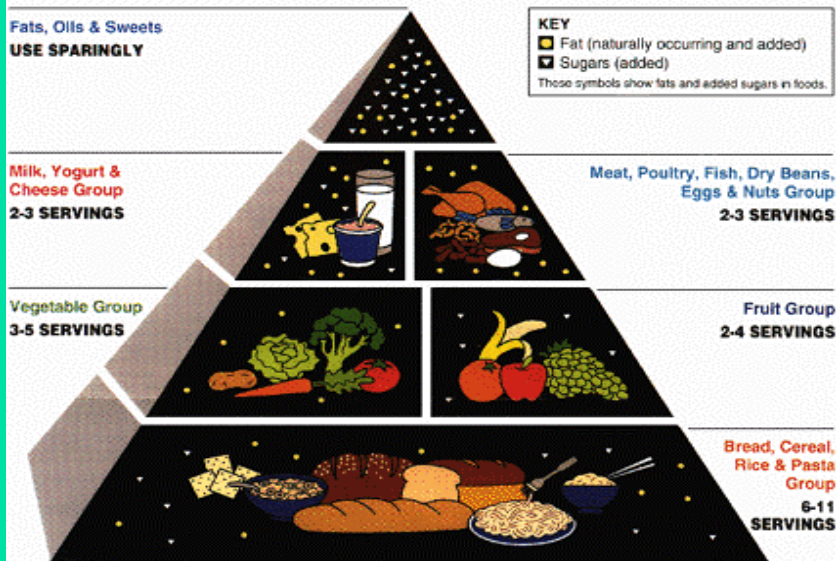 Fats, Oils & Sweets
USE SPARINGLY
KEY
Fat (naturally occurring and added)
Sugars (added)
These symbols show fats and added sugars in foods.
Milk, Yogurt &
Cheese Group
2-3 SERVINGS
Meat, Poultry, Fish, Dry Beans,
Eggs & Nuts Group
2-3 SERVINGS
Vegetable Group
3-5 SERVINGS
Fruit Group
2-4 SERVINGS
Bread, Cereal,
Rice & Pasta
Group
6-11
SERVINGS